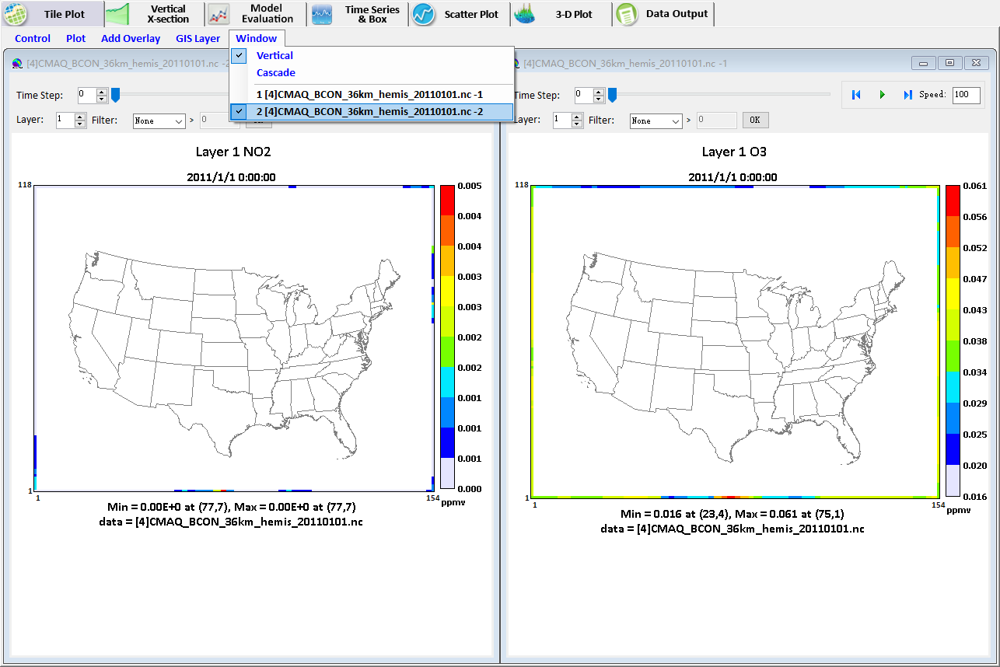 Tile Plot
Vertical
X-section
Model
Evaluation
Time Series
& Box
Scatter Plot
3-D Plot
Data Output
Control Plot Add Overlay GIS Layer Window
Vertical
Cascade
1 [4]CMAQ_BCON_36km_hemis_20110101.nc -1
2 [4]CMAQ_BCON_36km_hemis_20110101.nc -2
[4]CMAQ_BCON_36km_hemis_20110101.nc -2
Time Step: 0
Layer: 1 Filter: None > 0
Layer 1 NO2
2011/1/1 0:00:00
118
1
1
154
0.005
0.004
0.004
0.003
0.003
0.002
0.002
0.001
0.001
0.001
0.000
ppmv
Min = 0.00E+0 at (77,7), Max = 0.00E+0 at (77,7)
data = [4]CMAQ_BCON_36km_hemis_20110101.nc
[4]CMAQ_BCON_36km_hemis_20110101.nc -1
Time Step: 0
Speed: 100
Layer: 1 Filter: None > 0 OK
Layer 1 O3
2011/1/1 0:00:00
118
1
1
154
0.061
0.056
0.052
0.047
0.043
0.038
0.034
0.029
0.025
0.020
0.016
ppmv
Min = 0.016 at (23,4), Max = 0.061 at (75,1)
data = [4]CMAQ_BCON_36km_hemis_20110101.nc